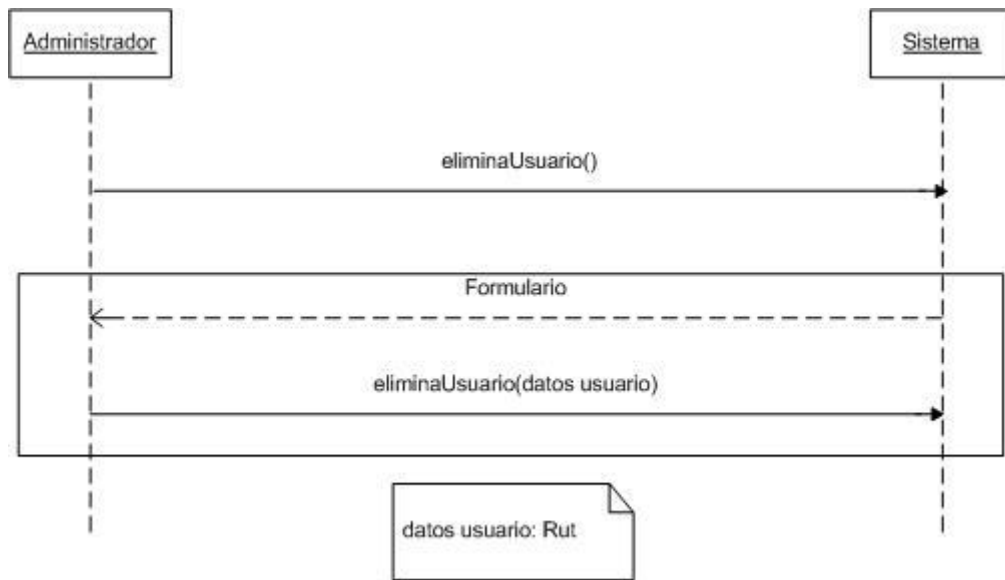 Administrador
Sistema
eliminaUsuario()
Formulario
eliminaUsuario(datos usuario)
datos usuario: Rut